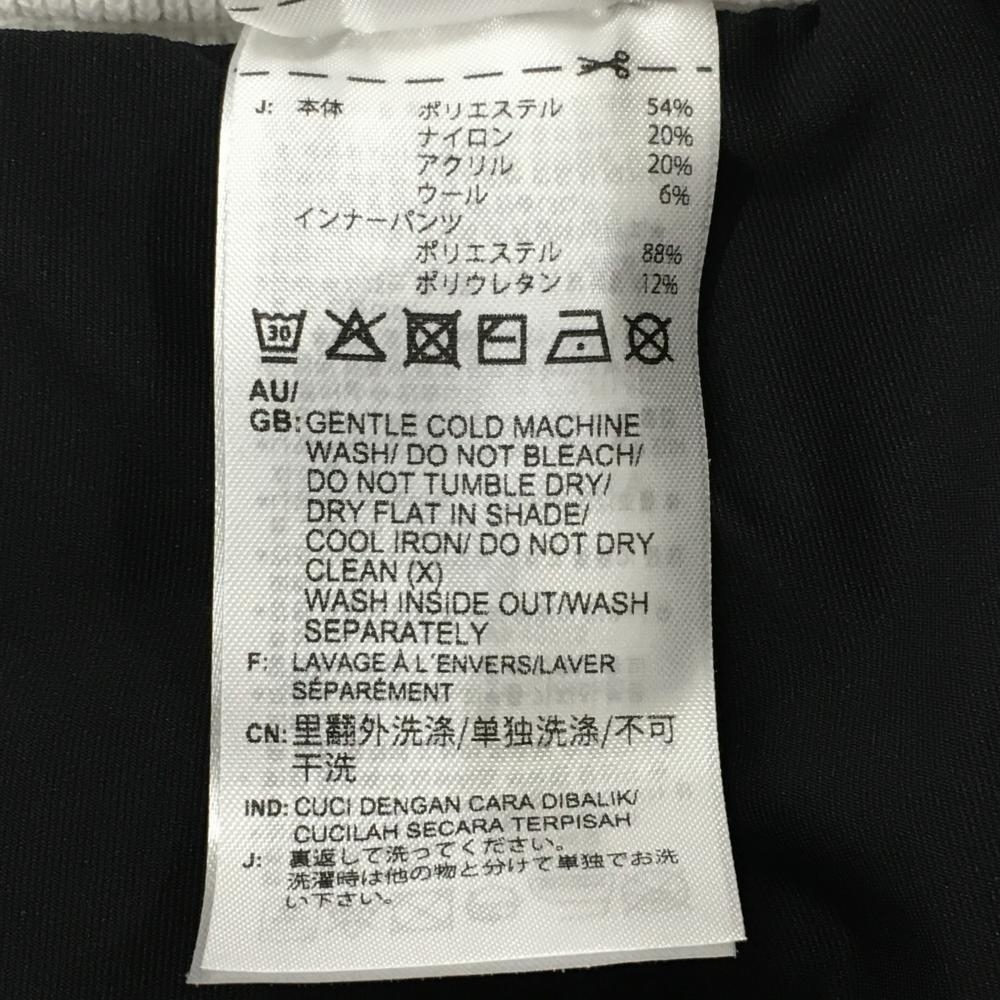 J: 本体 ポリエステル 54%
ナイロン 20%
アクリル 20%
ウール 6%
インナーパンツ
ポリエステル 88%
ポリウレタン 12%
30
AU/
GB: GENTLE COLD MACHINE
WASH/ DO NOT BLEACH/
DO NOT TUMBLE DRY/
DRY FLAT IN SHADE/
COOL IRON/ DO NOT DRY
CLEAN (X)
WASH INSIDE OUT/WASH
SEPARATELY
F: LAVAGE À L'ENVERS/LAVER
SÉPARÉMENT
CN: 里翻外洗涤/单独洗涤/不可
干洗
IND: CUCI DENGAN CARA DIBALIK/
CUCILAH SECARA TERPISAH
J: 裏返して洗ってください。
洗濯時は他の物と分けて単独でお洗
い下さい。